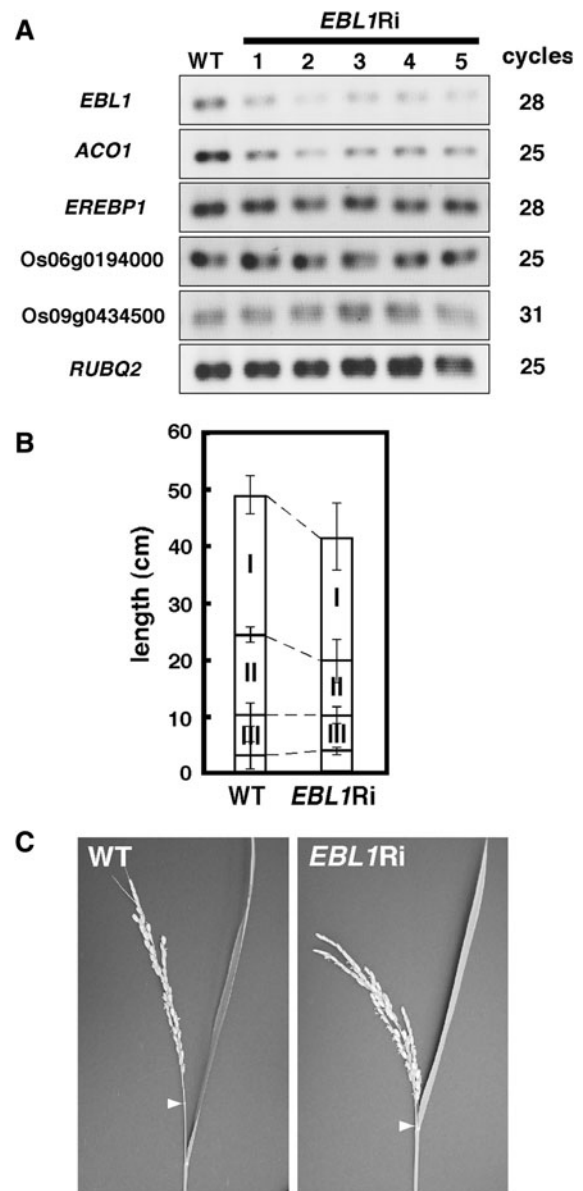 A
EBL1Ri
WT 1 2 3 4 5 cycles
EBL1 28
ACO1 25
EREBP1 28
Os06g0194000 25
Os09g0434500 31
RUBQ2 25
B
length (cm)
60
50
40
30
20
10
0
I I
II II
III III
WT EBL1Ri
C
WT EBL1Ri